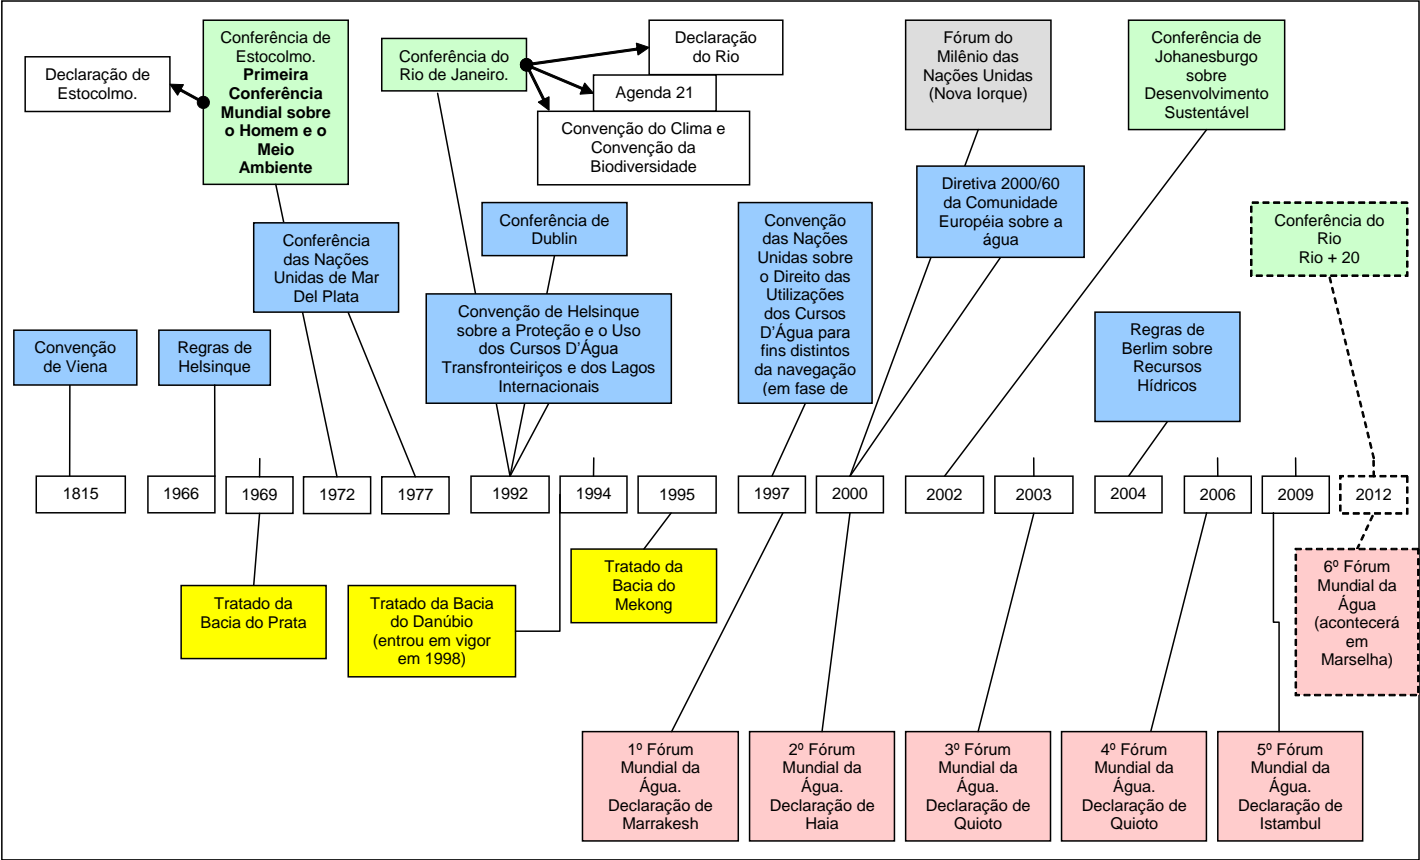 Declaração de
Estocolmo.
Conferência de
Estocolmo.
Primeira
Conferência
Mundial sobre
o Homem e o
Meio
Ambiente
Conferência do
Rio de Janeiro.
Declaração
do Rio
Agenda 21
Convenção do Clima e
Convenção da
Biodiversidade
Fórum do
Milênio das
Nações Unidas
(Nova Iorque)
Conferência de
Johanesburgo
sobre
Desenvolvimento
Sustentável
Conferência
das Nações
Unidas de Mar
Del Plata
Conferência de
Dublin
Convenção
das Nações
Unidas sobre
o Direito das
Utilizações
dos Cursos
D'Água para
fins distintos
da navegação
(em fase de
Diretiva 2000/60
da Comunidade
Européia sobre a
água
Conferência do
Rio
Rio + 20
Convenção
de Viena
Regras de
Helsinque
Convenção de Helsinque
sobre a Proteção e o Uso
dos Cursos D'Água
Transfronteiriços e dos Lagos
Internacionais
Regras de
Berlim sobre
Recursos
Hídricos
1815
1966
1969
1972
1977
1992
1994
1995
1997
2000
2002
2003
2004
2006
2009
2012
Tratado da
Bacia do Prata
Tratado da Bacia
do Danúbio
(entrou em vigor
em 1998)
Tratado da
Bacia do
Mekong
6º Fórum
Mundial da
Água
(acontecerá
em
Marselha)
1º Fórum
Mundial da
Água.
Declaração de
Marrakesh
2º Fórum
Mundial da
Água.
Declaração de
Haia
3º Fórum
Mundial da
Água.
Declaração de
Quioto
4º Fórum
Mundial da
Água.
Declaração de
Quioto
5º Fórum
Mundial da
Água.
Declaração de
Istambul